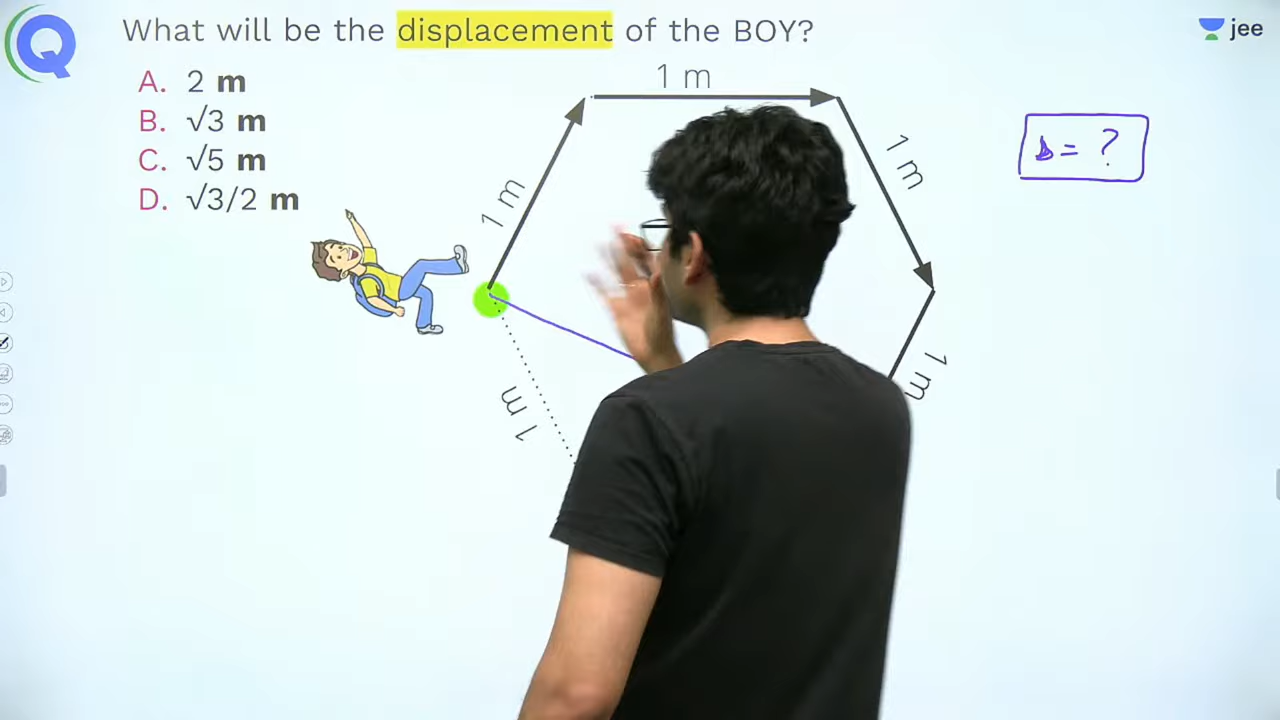 What will be the displacement of the BOY?
jee
A. 2 m
B. √3 m
C. √5 m
D. √3/2 m
1 m
1 m
1 m
1 m
1 m
s = ?